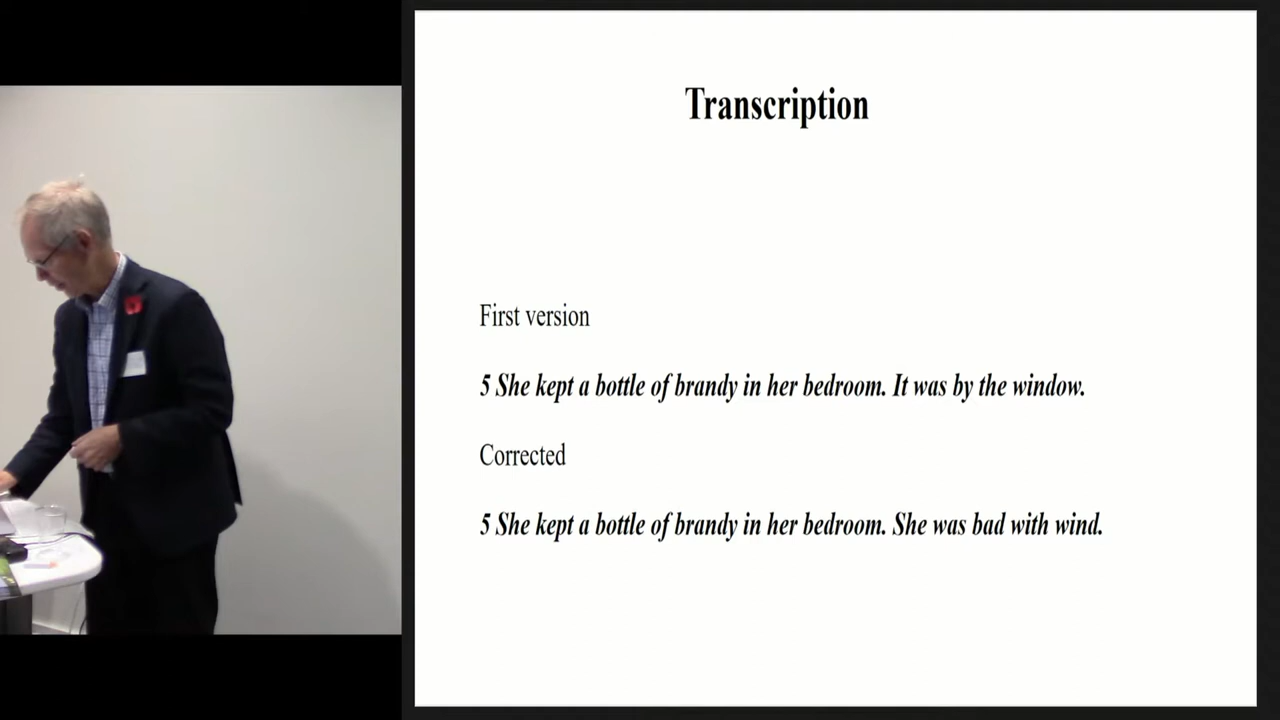 Transcription
First version
5 She kept a bottle of brandy in her bedroom. It was by the window.
Corrected
5 She kept a bottle of brandy in her bedroom. She was bad with wind.